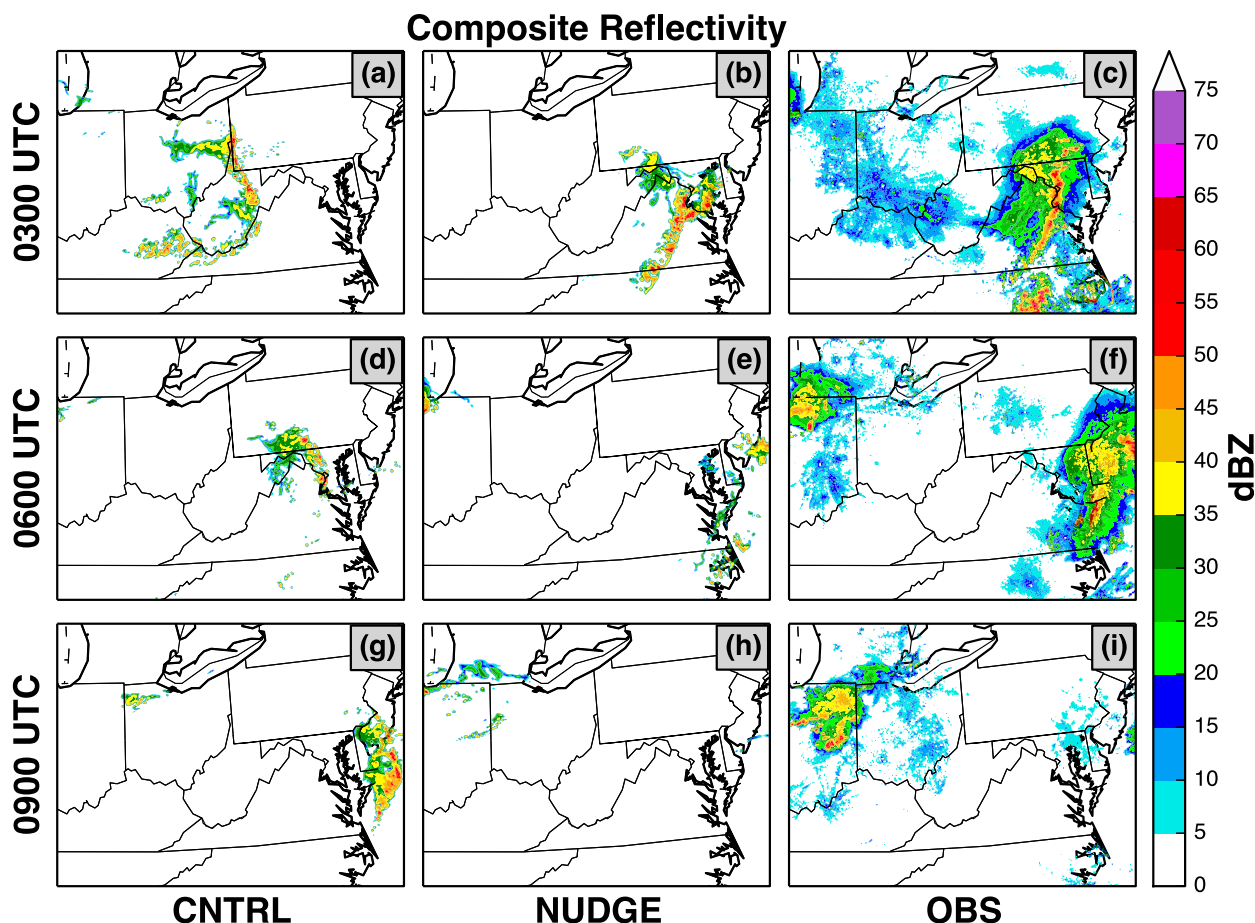 Composite Reflectivity
0300 UTC
(a)
(b)
(c)
0600 UTC
(d)
(e)
(f)
0900 UTC
(g)
(h)
(i)
CNTRL
NUDGE
OBS
75
70
65
60
55
50
45
40
35
30
25
20
15
10
5
0
dBZ